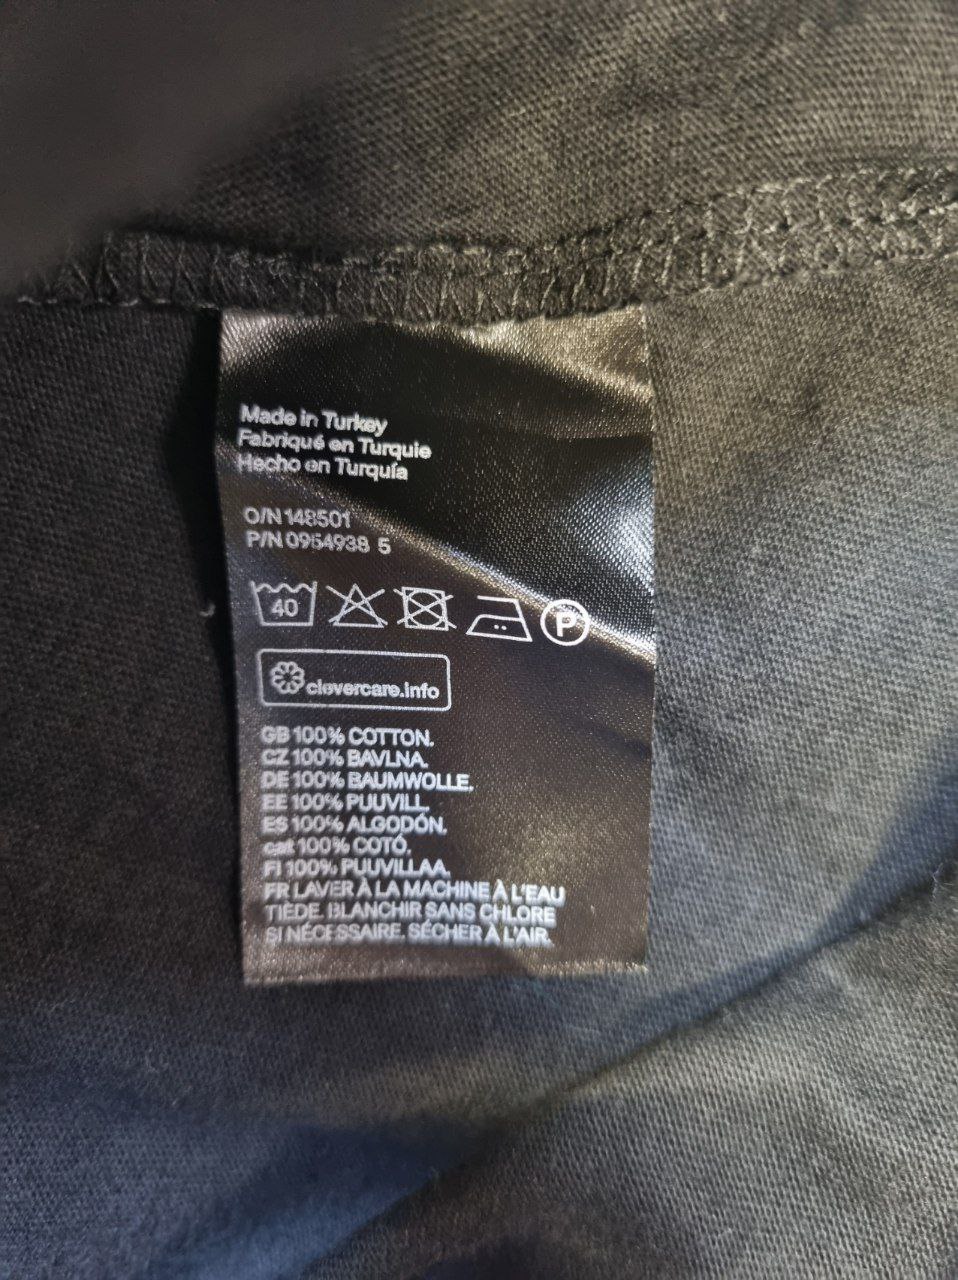 Made in Turkey
Fabriqué en Turquie
Hecho en Turquía
O/N 148501
P/N 0954938 5
40
P
clevercare.info
GB 100% COTTON.
CZ 100% BAVLNA.
DE 100% BAUMWOLLE.
EE 100% PUUVILL.
ES 100% ALGODÓN.
cat 100% COTÓ.
FI 100% PUUVILLAA.
FR LAVER À LA MACHINE À L'EAU
TIÈDE. BLANCHIR SANS CHLORE
SI NÉCESSAIRE. SÉCHER À L'AIR.